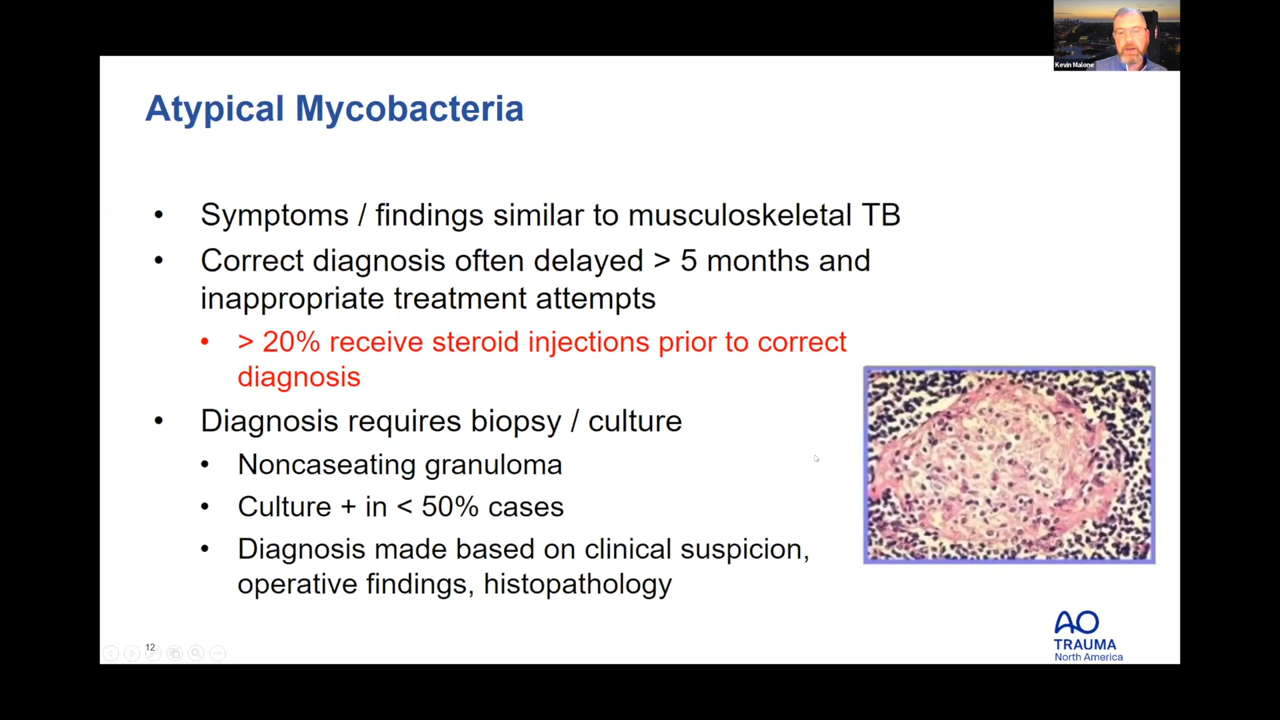 Kevin Malone
Atypical Mycobacteria
• Symptoms / findings similar to musculoskeletal TB
• Correct diagnosis often delayed > 5 months and
inappropriate treatment attempts
• > 20% receive steroid injections prior to correct
diagnosis
• Diagnosis requires biopsy / culture
• Noncaseating granuloma
• Culture + in < 50% cases
• Diagnosis made based on clinical suspicion,
operative findings, histopathology
12
AO
TRAUMA
North America